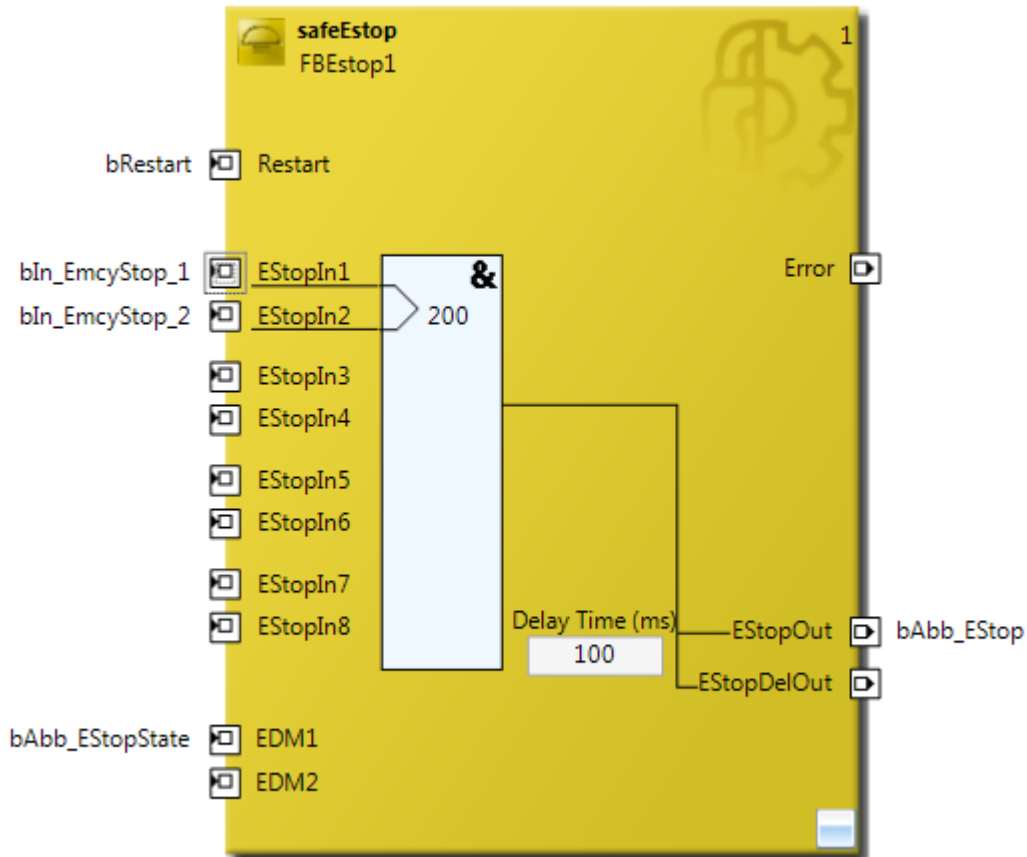 safeEstop
FBEstop1
1
bRestart Restart
bIn_EmcyStop_1 EStopIn1 &
Error
bIn_EmcyStop_2 EStopIn2 200
EStopIn3
EStopIn4
EStopIn5
EStopIn6
EStopIn7
EStopIn8
Delay Time (ms)
100
EStopOut bAbb_EStop
EStopDelOut
bAbb_EStopState EDM1
EDM2